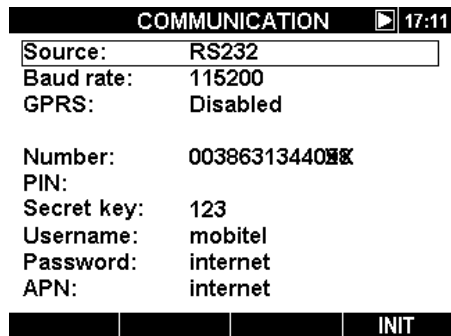 COMMUNICATION 17:11
Source: RS232
Baud rate: 115200
GPRS: Disabled
Number:
PIN:
Secret key: 123
Username: mobitel
Password: internet
APN: internet
INIT